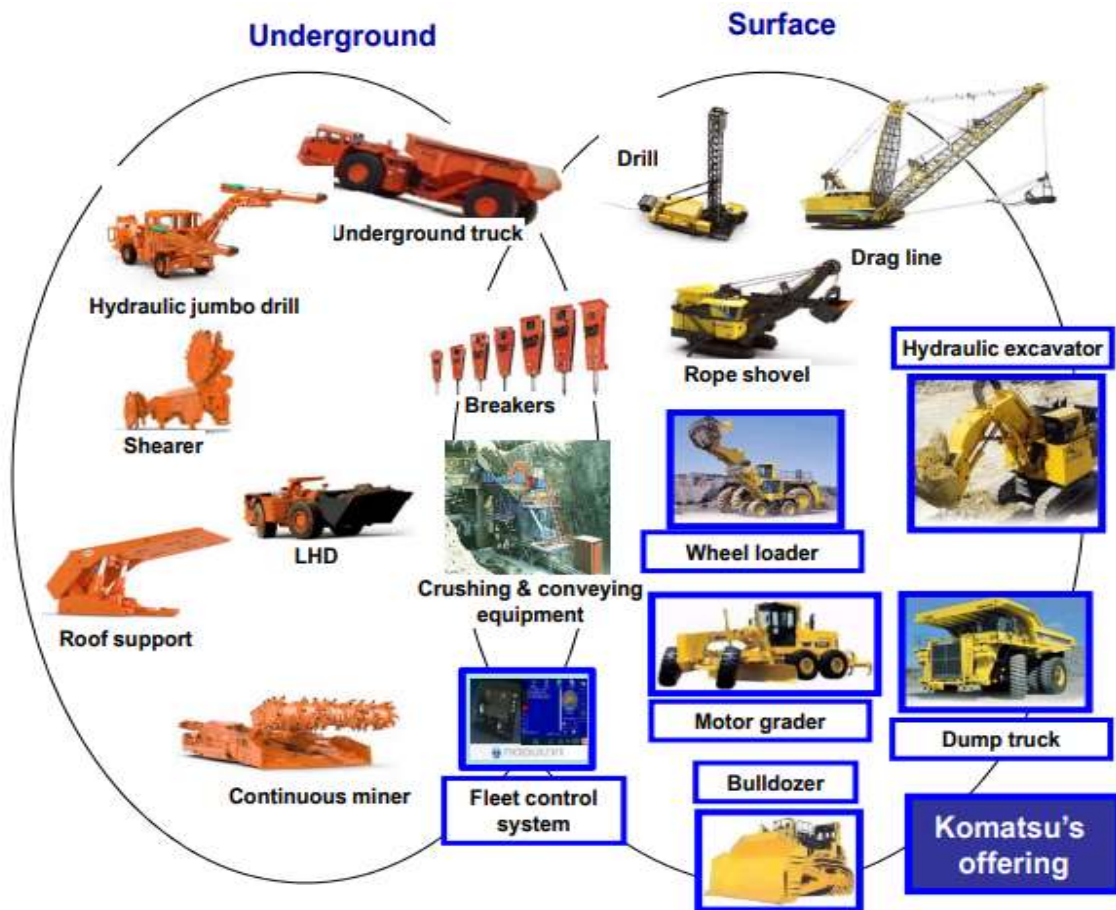 Underground
Surface
Drill
Underground truck
Drag line
Hydraulic jumbo drill
Hydraulic excavator
Rope shovel
Breakers
Shearer
Wheel loader
LHD
Crushing & conveying
equipment
Roof support
Motor grader
Dump truck
Continuous miner
Fleet control
system
Bulldozer
Komatsu's
offering